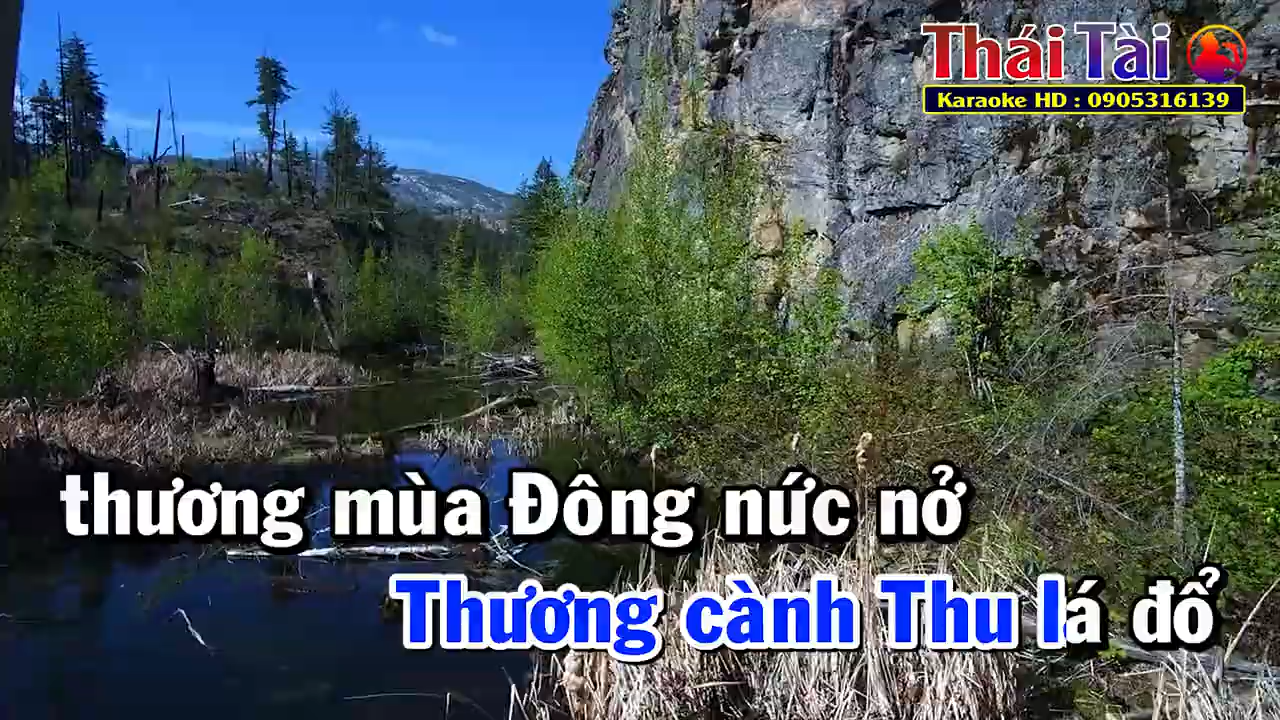 Thái Tài
Karaoke HD : 0905316139
thương mùa Đông nức nở
Thương cành Thu lá đổ